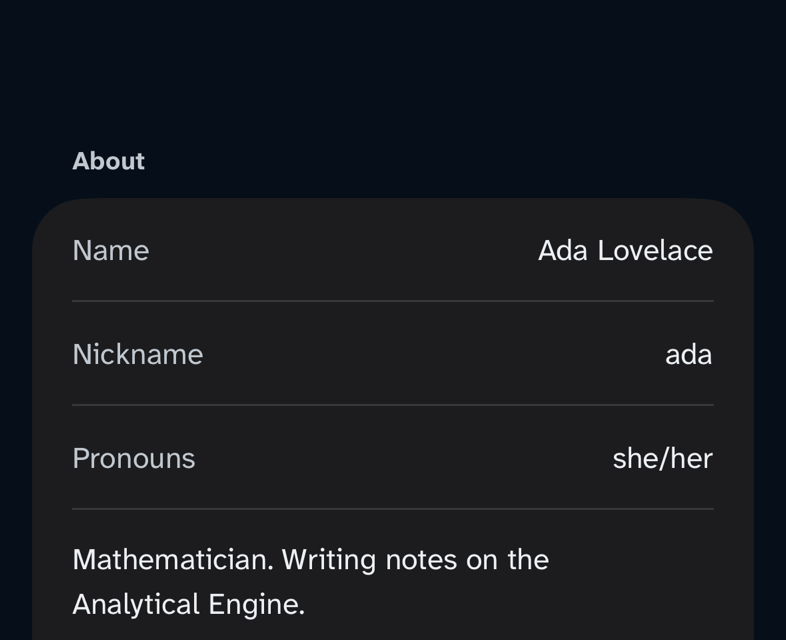 About
Name Ada Lovelace
Nickname ada
Pronouns she/her
Mathematician. Writing notes on the
Analytical Engine.